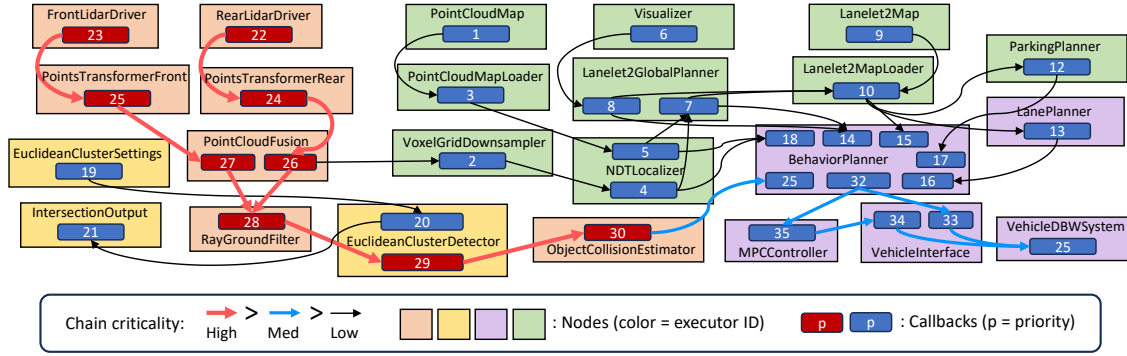 FrontLidarDriver
23
RearLidarDriver
22
PointCloudMap
1
Visualizer
6
Lanelet2Map
9
ParkingPlanner
12
PointsTransformerFront
25
PointsTransformerRear
24
PointCloudMapLoader
3
Lanelet2GlobalPlanner
8
7
Lanelet2MapLoader
10
LanePlanner
13
EuclideanClusterSettings
19
PointCloudFusion
27
26
VoxelGridDownsampler
2
5
NDTLocalizer
4
18
14
15
BehaviorPlanner
17
25
32
16
IntersectionOutput
21
28
RayGroundFilter
20
EuclideanClusterDetector
29
30
ObjectCollisionEstimator
35
MPCController
34
33
VehicleInterface
VehicleDBWSystem
25
Chain criticality:
High > Med > Low
: Nodes (color = executor ID)
p p : Callbacks (p = priority)